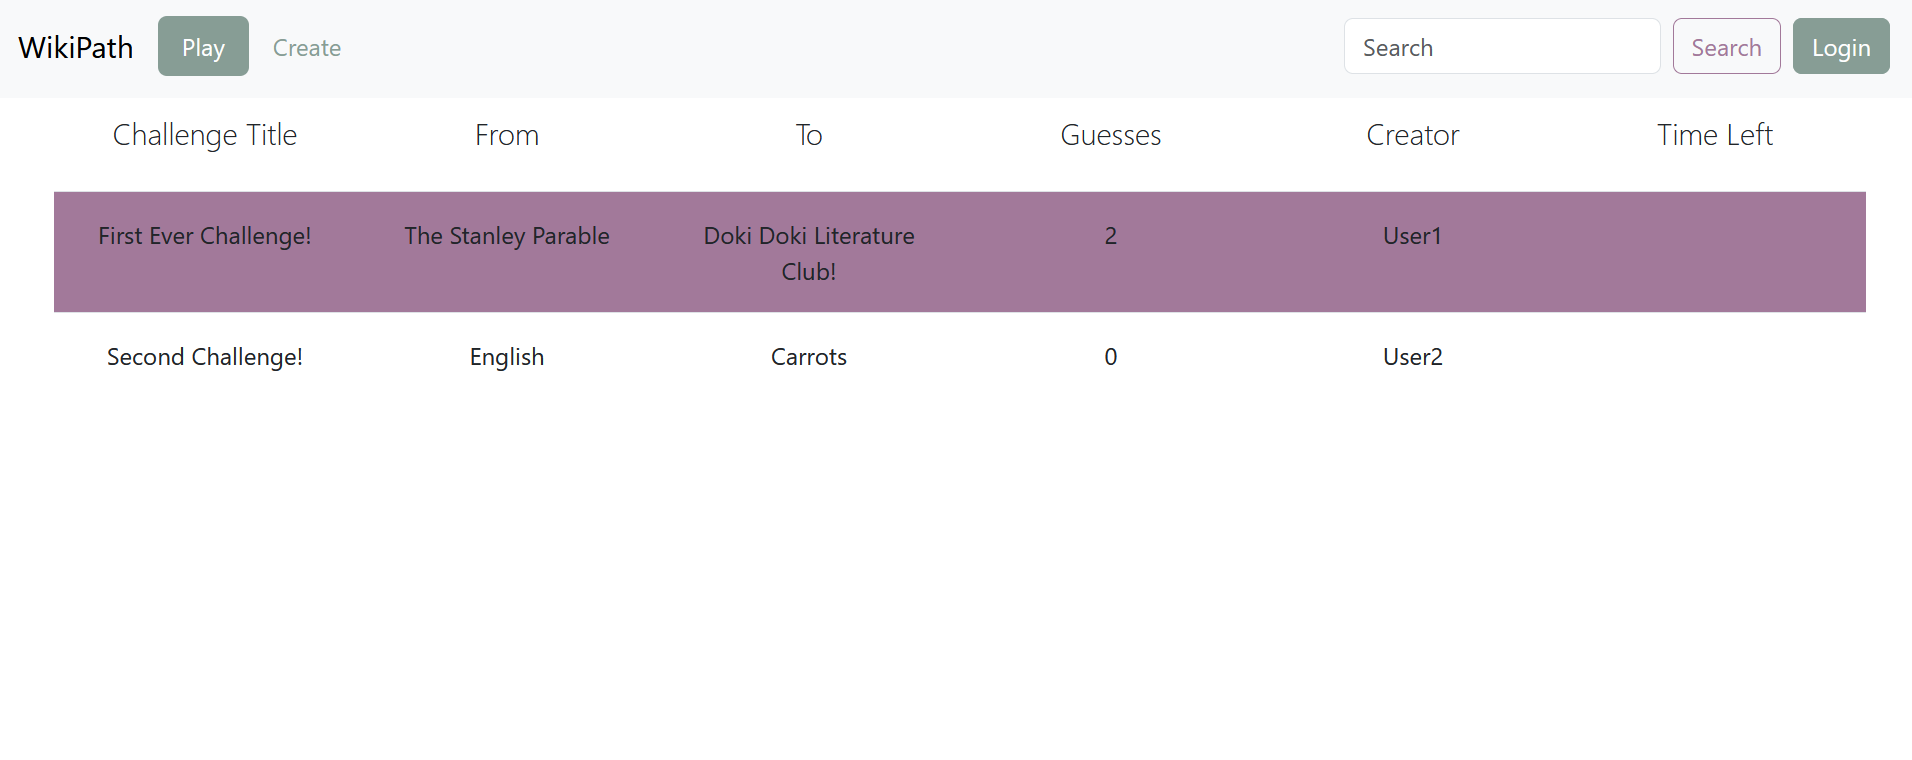 WikiPath Play Create Search Search Login
Challenge Title From To Guesses Creator Time Left
First Ever Challenge! The Stanley Parable Doki Doki Literature 2 User1
Club!
Second Challenge! English Carrots 0 User2